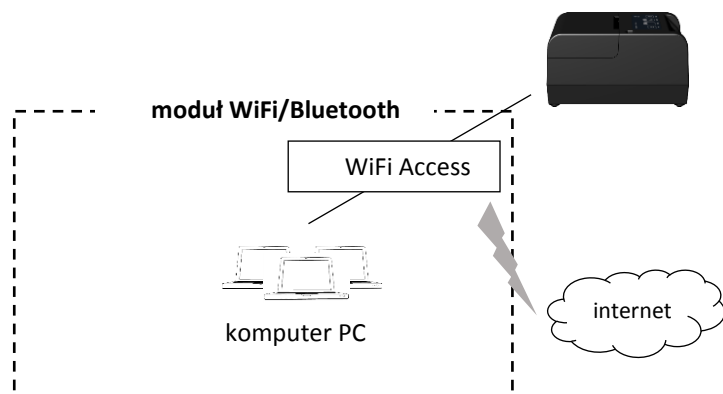 moduł WiFi/Bluetooth
WiFi Access
komputer PC
internet